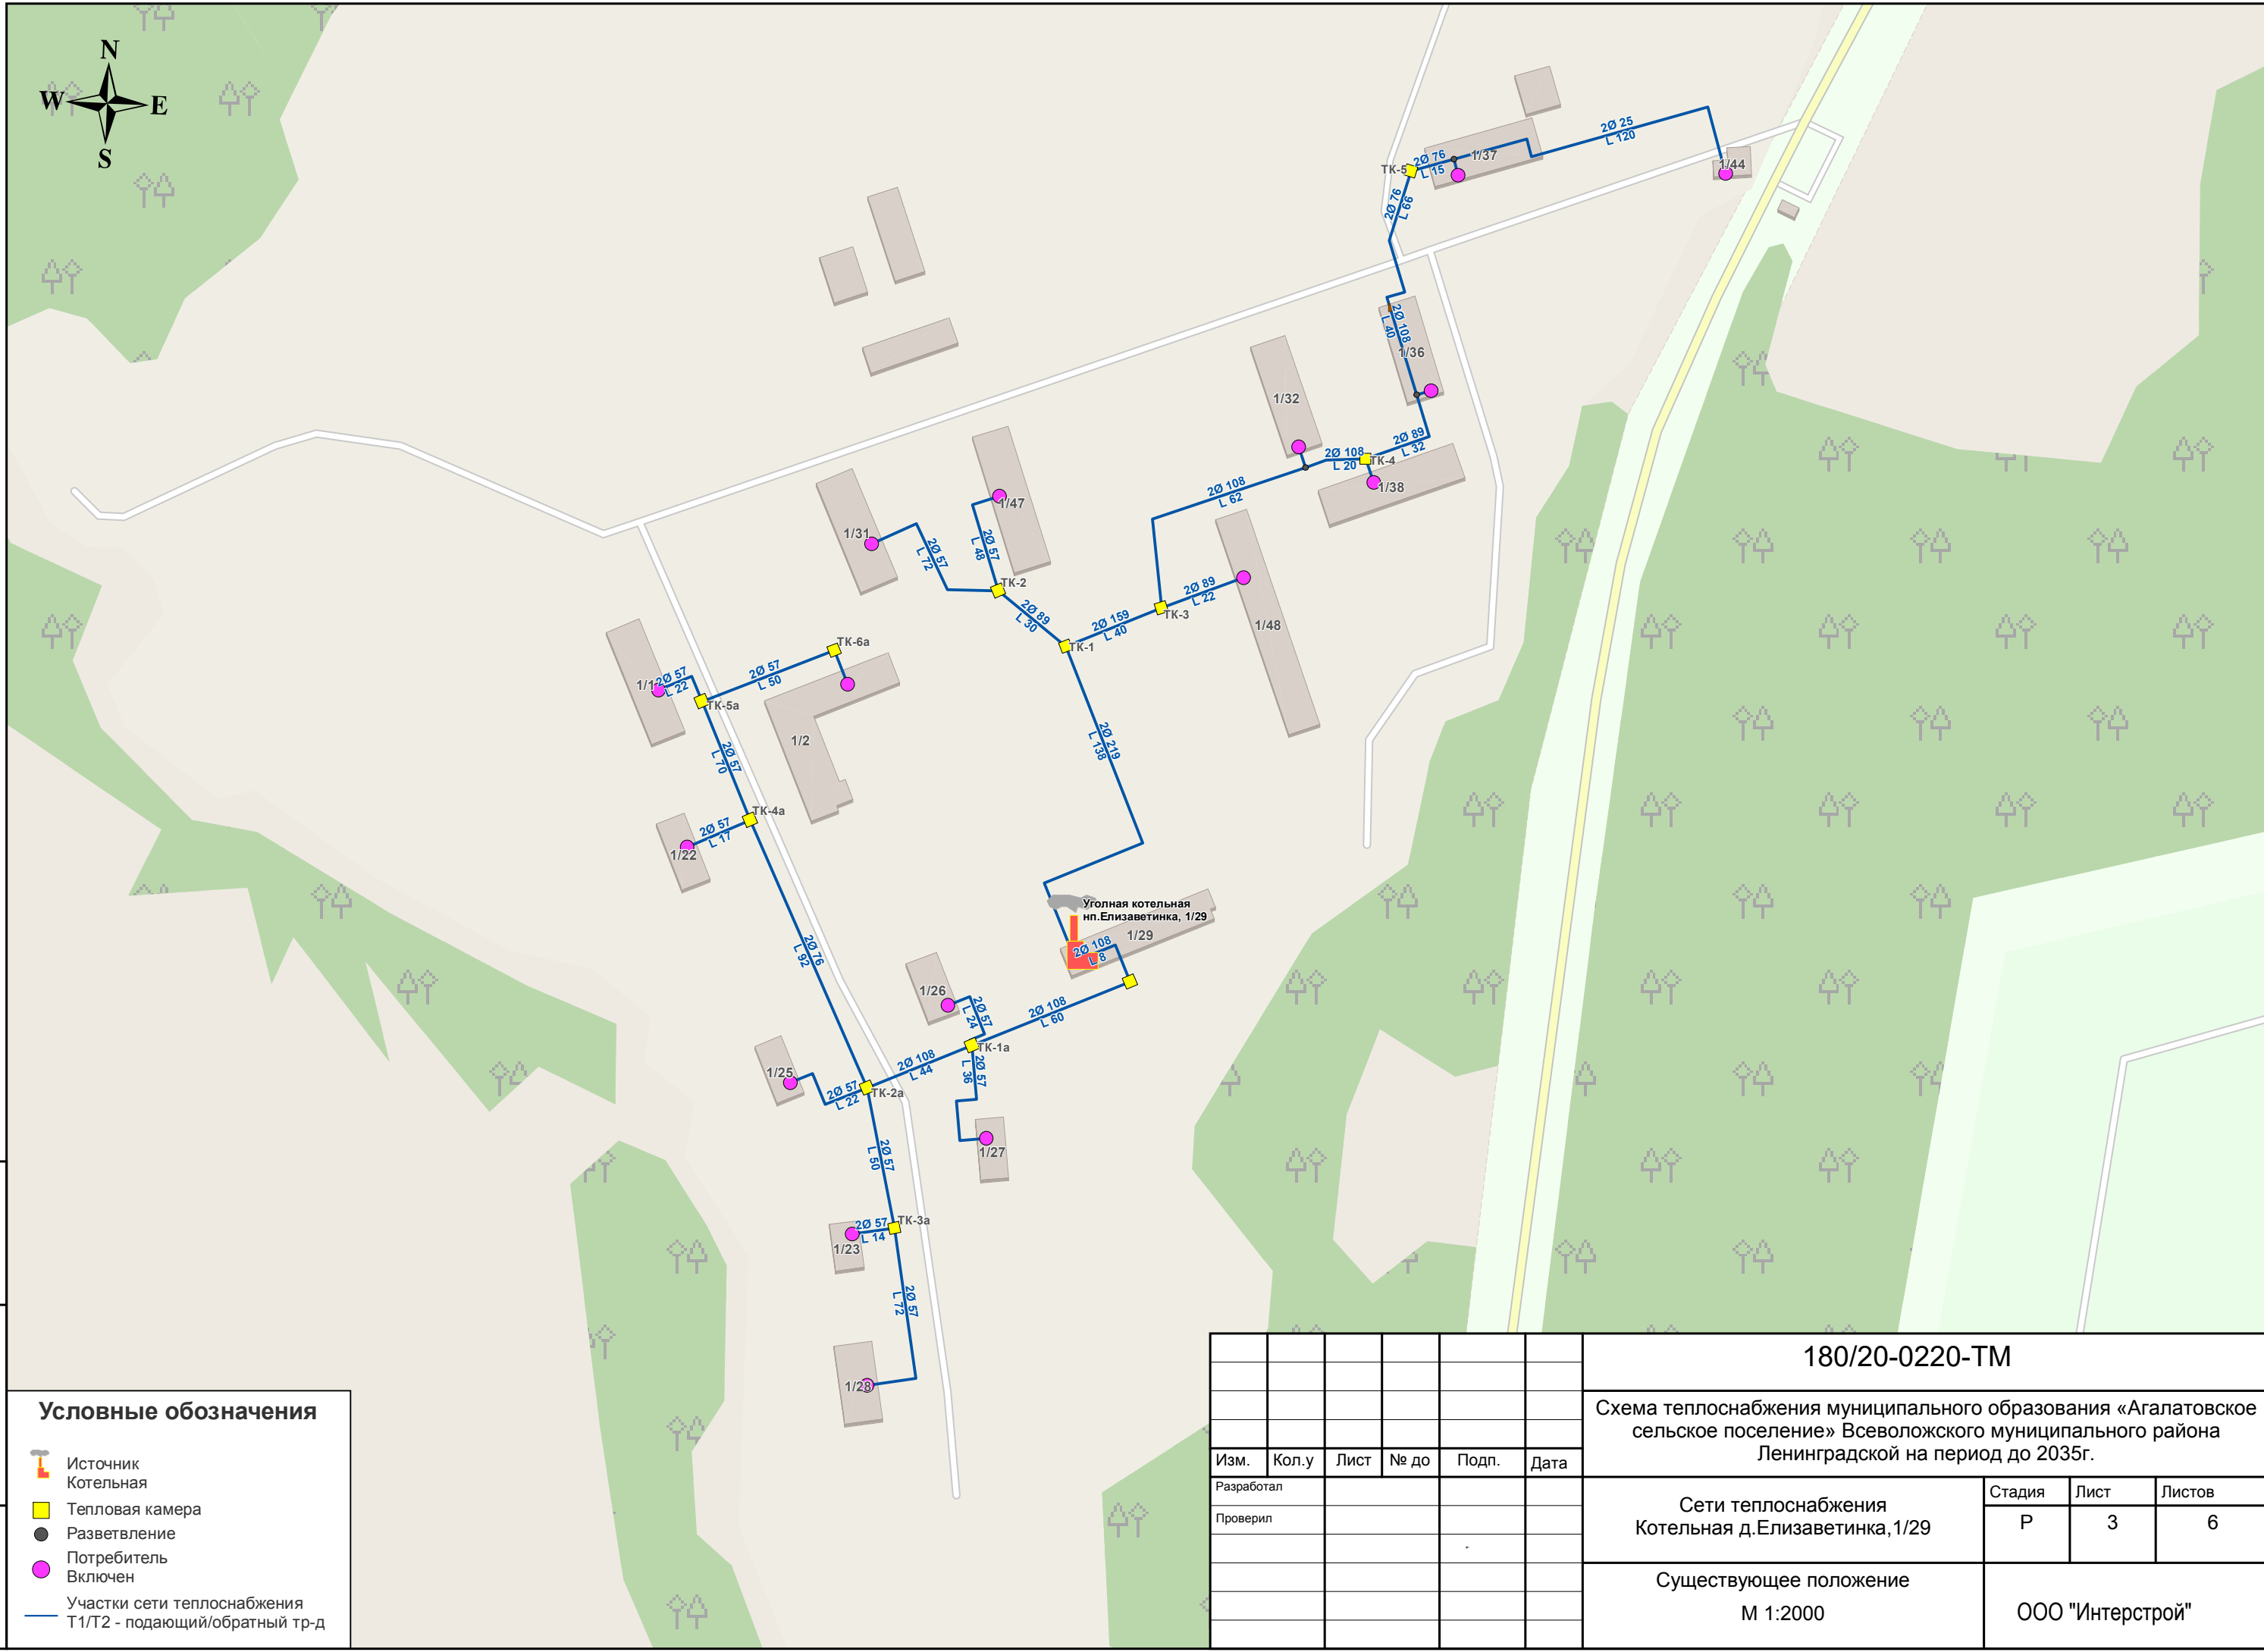 N
W E
S
2Ø 25
L 120
1/44
1/37
ТК-5
2Ø 76
L 15
2Ø 76
L 66
2Ø 108
L 40
1/36
1/32
2Ø 89
L 32
2Ø 108
L 20
ТК-4
1/38
2Ø 108
L 62
1/47
1/31
2Ø 57
L 72
2Ø 57
L 48
ТК-2
2Ø 89
L 30
2Ø 159
L 40
ТК-3
2Ø 89
L 22
1/48
ТК-1
ТК-6а
2Ø 57
L 50
1/1
2Ø 57
L 22
ТК-5а
1/2
2Ø 57
L 70
2Ø 219
L 138
ТК-4а
2Ø 57
L 17
1/22
Уголная котельная
нп.Елизаветинка, 1/29
1/29
2Ø 108
L 8
2Ø 76
L 92
1/26
2Ø 57
L 24
2Ø 108
L 60
ТК-1а
2Ø 108
L 44
2Ø 57
L 36
1/25
2Ø 57
L 22
ТК-2а
1/27
2Ø 57
L 50
ТК-3а
2Ø 57
L 14
1/23
2Ø 57
L 72
1/28
Условные обозначения
Источник
Котельная
Тепловая камера
Разветвление
Потребитель
Включен
Участки сети теплоснабжения
Т1/Т2 - подающий/обратный тр-д
180/20-0220-ТМ
Схема теплоснабжения муниципального образования «Агалатовское
сельское поселение» Всеволожского муниципального района
Ленинградской на период до 2035г.
Изм. Кол.у Лист № до Подп. Дата
Разработал
Проверил
Сети теплоснабжения
Котельная д.Елизаветинка,1/29
Стадия Лист Листов
Р 3 6
Существующее положение
М 1:2000
ООО "Интерстрой"